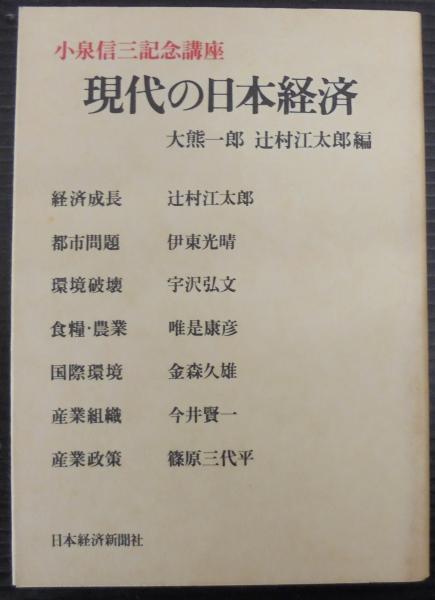 小泉信三記念講座
現代の日本経済
大熊一郎 辻村江太郎編
経済成長 辻村江太郎
都市問題 伊東光晴
環境破壊 宇沢弘文
食糧・農業 唯是康彦
国際環境 金森久雄
産業組織 今井賢一
産業政策 篠原三代平
日本経済新聞社